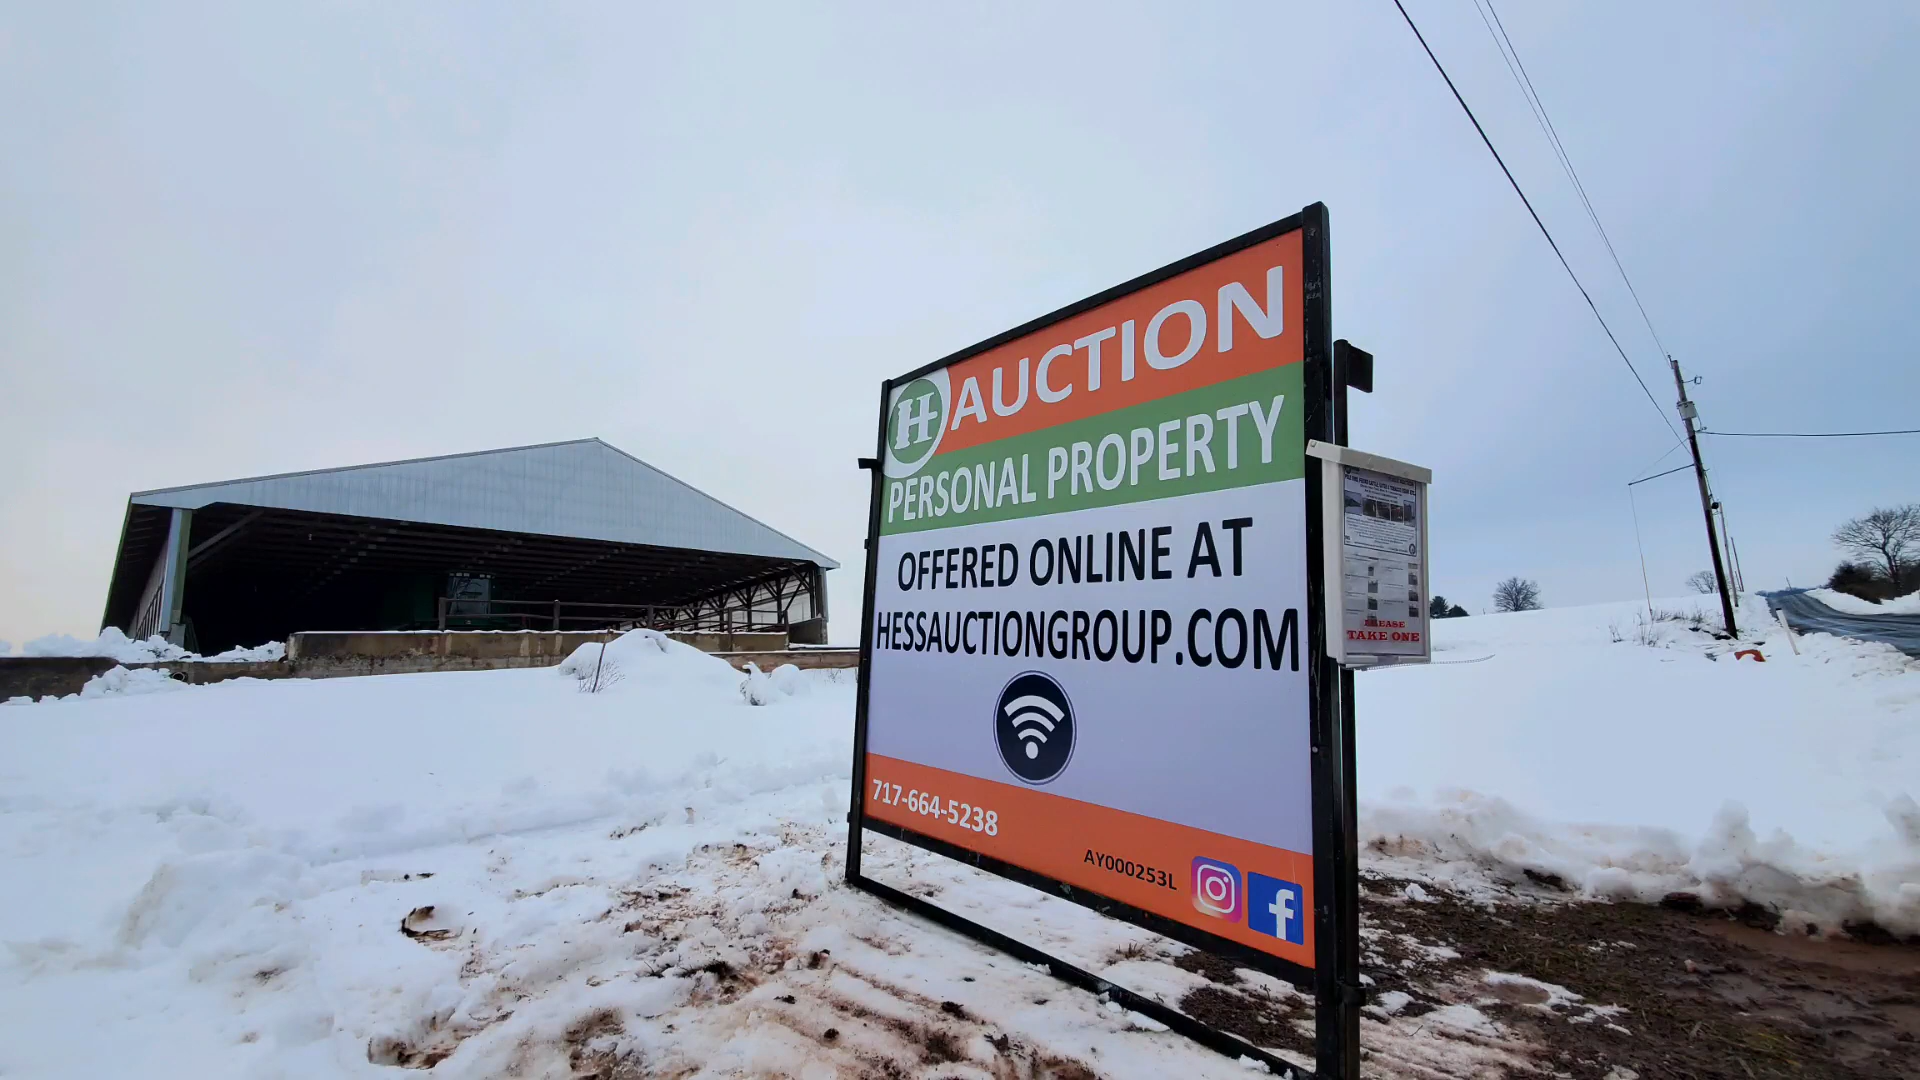 H AUCTION
PERSONAL PROPERTY
OFFERED ONLINE AT
HESSAUCTIONGROUP.COM
717-664-5238
AY000253L
f
PLEASE
TAKE ONE